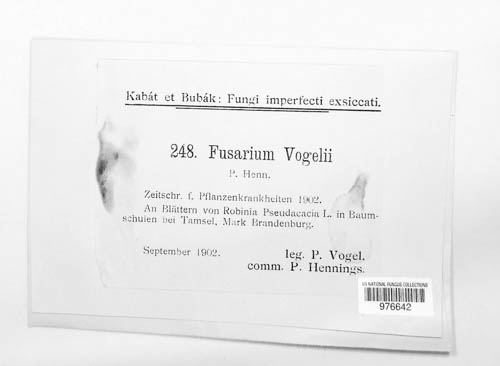 Kabát et Bubák: Fungi imperfecti exsiccati.
248. Fusarium Vogelii
P. Henn.
Zeitschr. f. Pflanzenkrankheiten 1902.
An Blättern von Robinia Pseudacacia L. in Baum-
schulen bei Tamsel, Mark Brandenburg.
September 1902.
leg. P. Vogel.
comm. P. Hennings.
US NATIONAL FUNGUS COLLECTIONS
976642